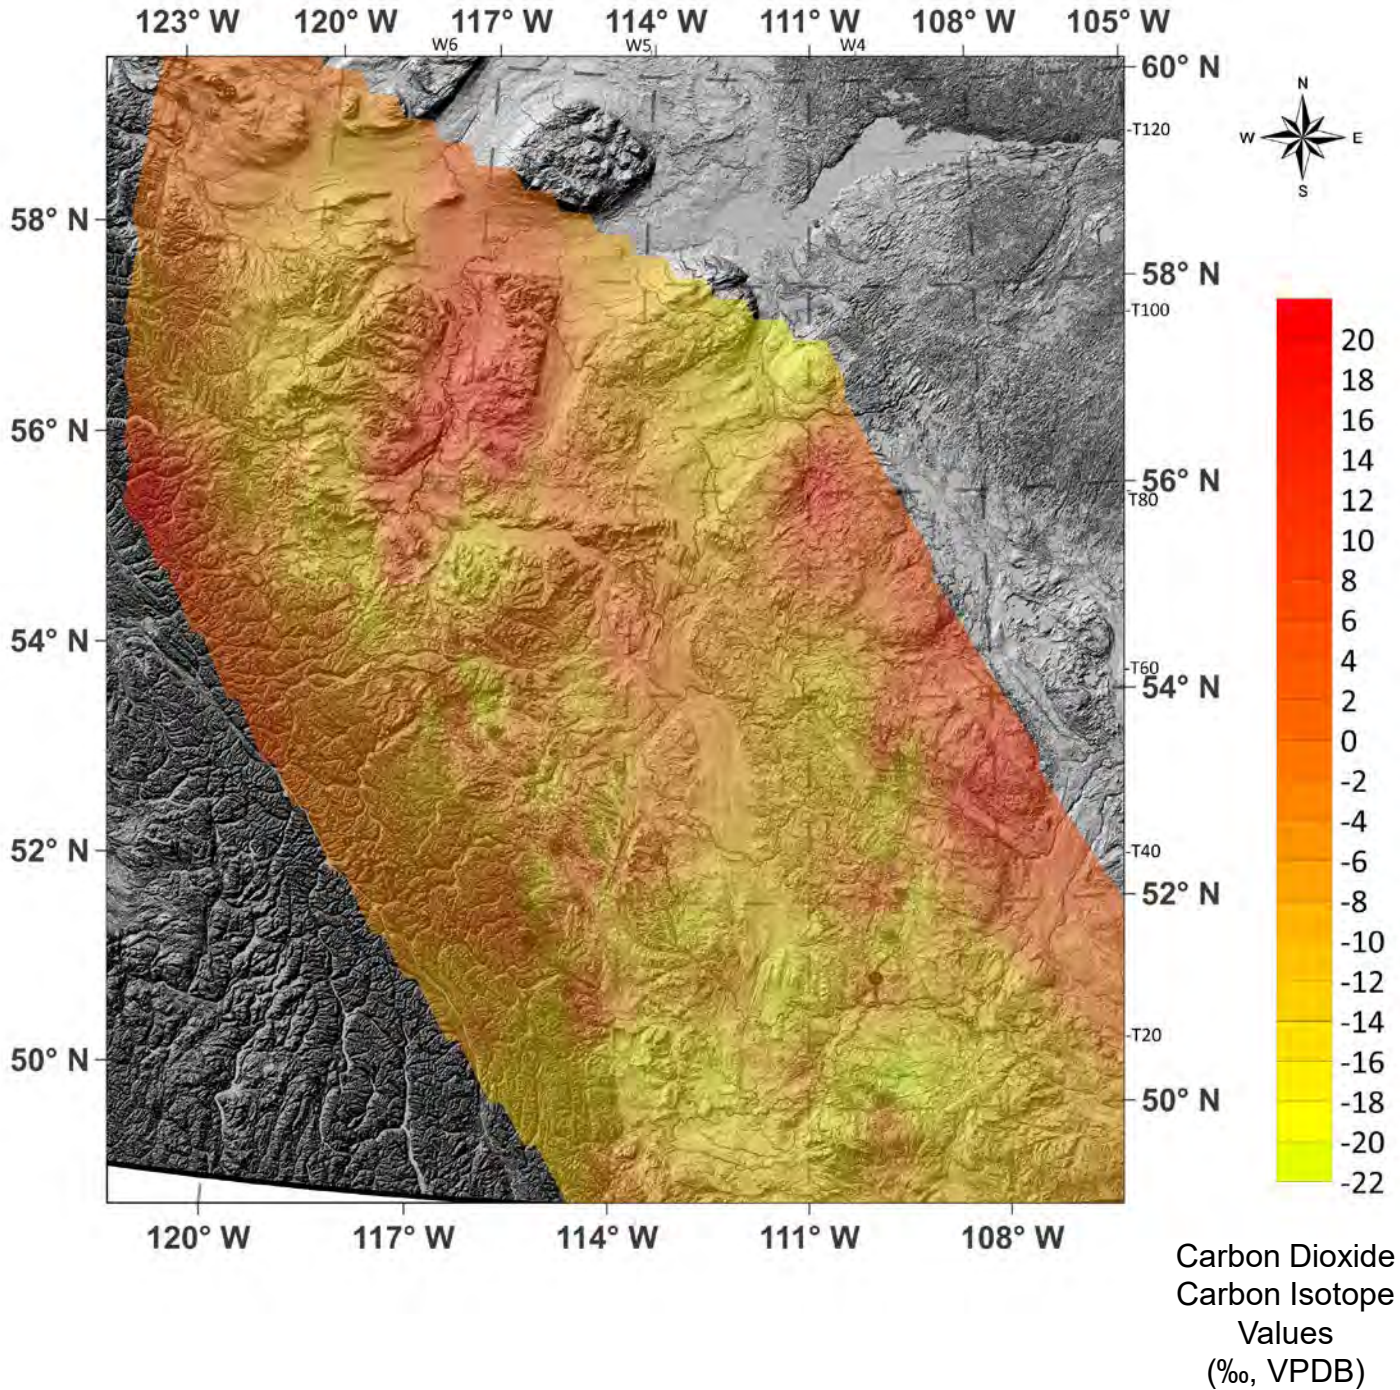 123° W 120° W 117° W 114° W 111° W 108° W 105° W
W6 W5 W4
60° N
T120
58° N
58° N
T100
56° N
56° N
T80
54° N
T60
54° N
52° N
T40
52° N
50° N
T20
50° N
120° W 117° W 114° W 111° W 108° W
N
W E
S
20
18
16
14
12
10
8
6
4
2
0
-2
-4
-6
-8
-10
-12
-14
-16
-18
-20
-22
Carbon Dioxide
Carbon Isotope
Values
(‰, VPDB)